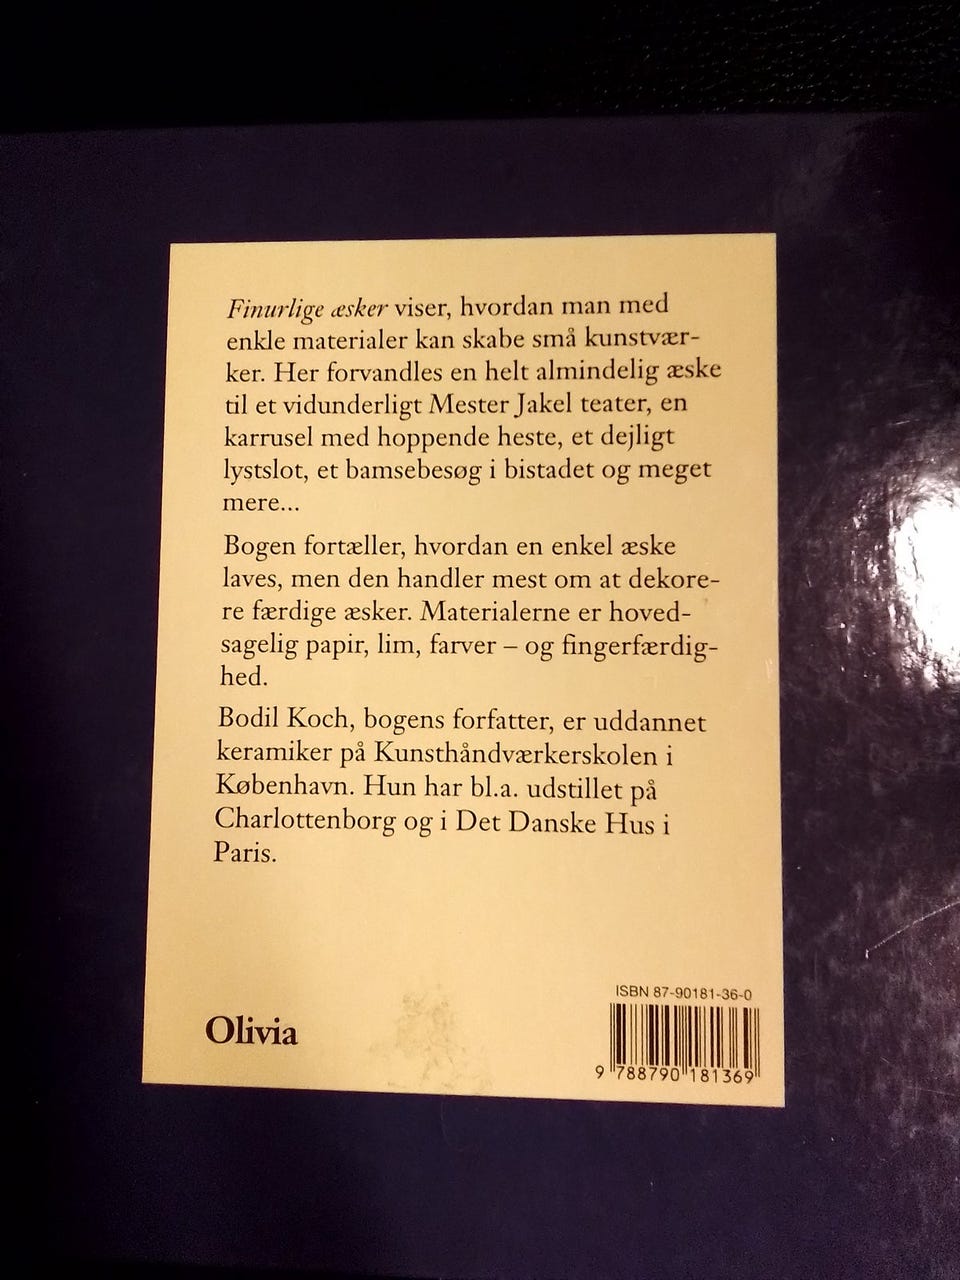 Finurlige æsker viser, hvordan man med
enkle materialer kan skabe små kunstvær-
ker. Her forvandles en helt almindelig æske
til et vidunderligt Mester Jakel teater, en
karrusel med hoppende heste, et dejligt
lystslot, et bamsebesøg i bistadet og meget
mere...
Bogen fortæller, hvordan en enkel æske
laves, men den handler mest om at dekore-
re færdige æsker. Materialerne er hoved-
sagelig papir, lim, farver – og fingerfærdig-
hed.
Bodil Koch, bogens forfatter, er uddannet
keramiker på Kunsthåndværkerskolen i
København. Hun har bl.a. udstillet på
Charlottenborg og i Det Danske Hus i
Paris.
Olivia
ISBN 87-90181-36-0
9 788790 181369